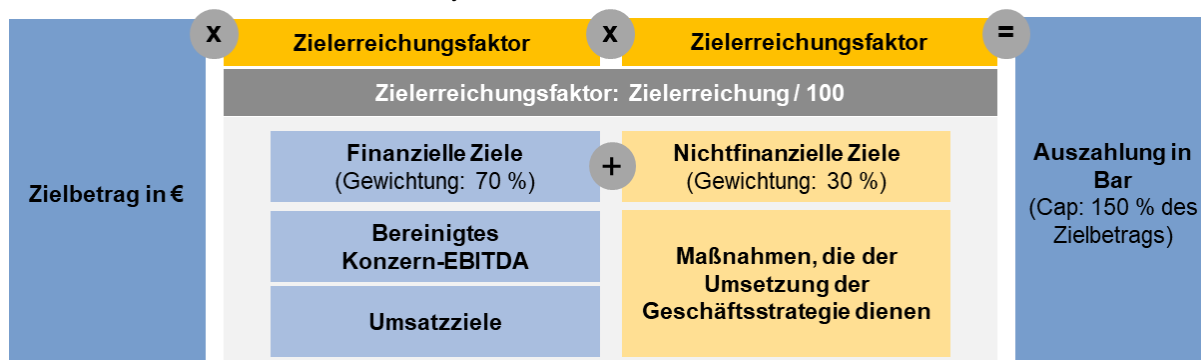 x
Zielerreichungsfaktor
x
Zielerreichungsfaktor
=
Zielerreichungsfaktor: Zielerreichung / 100
Zielbetrag in €
Finanzielle Ziele
(Gewichtung: 70 %)
+
Nichtfinanzielle Ziele
(Gewichtung: 30 %)
Bereinigtes
Konzern-EBITDA
Umsatzziele
Maßnahmen, die der
Umsetzung der
Geschäftsstrategie dienen
Auszahlung in
Bar
(Cap: 150 % des
Zielbetrags)